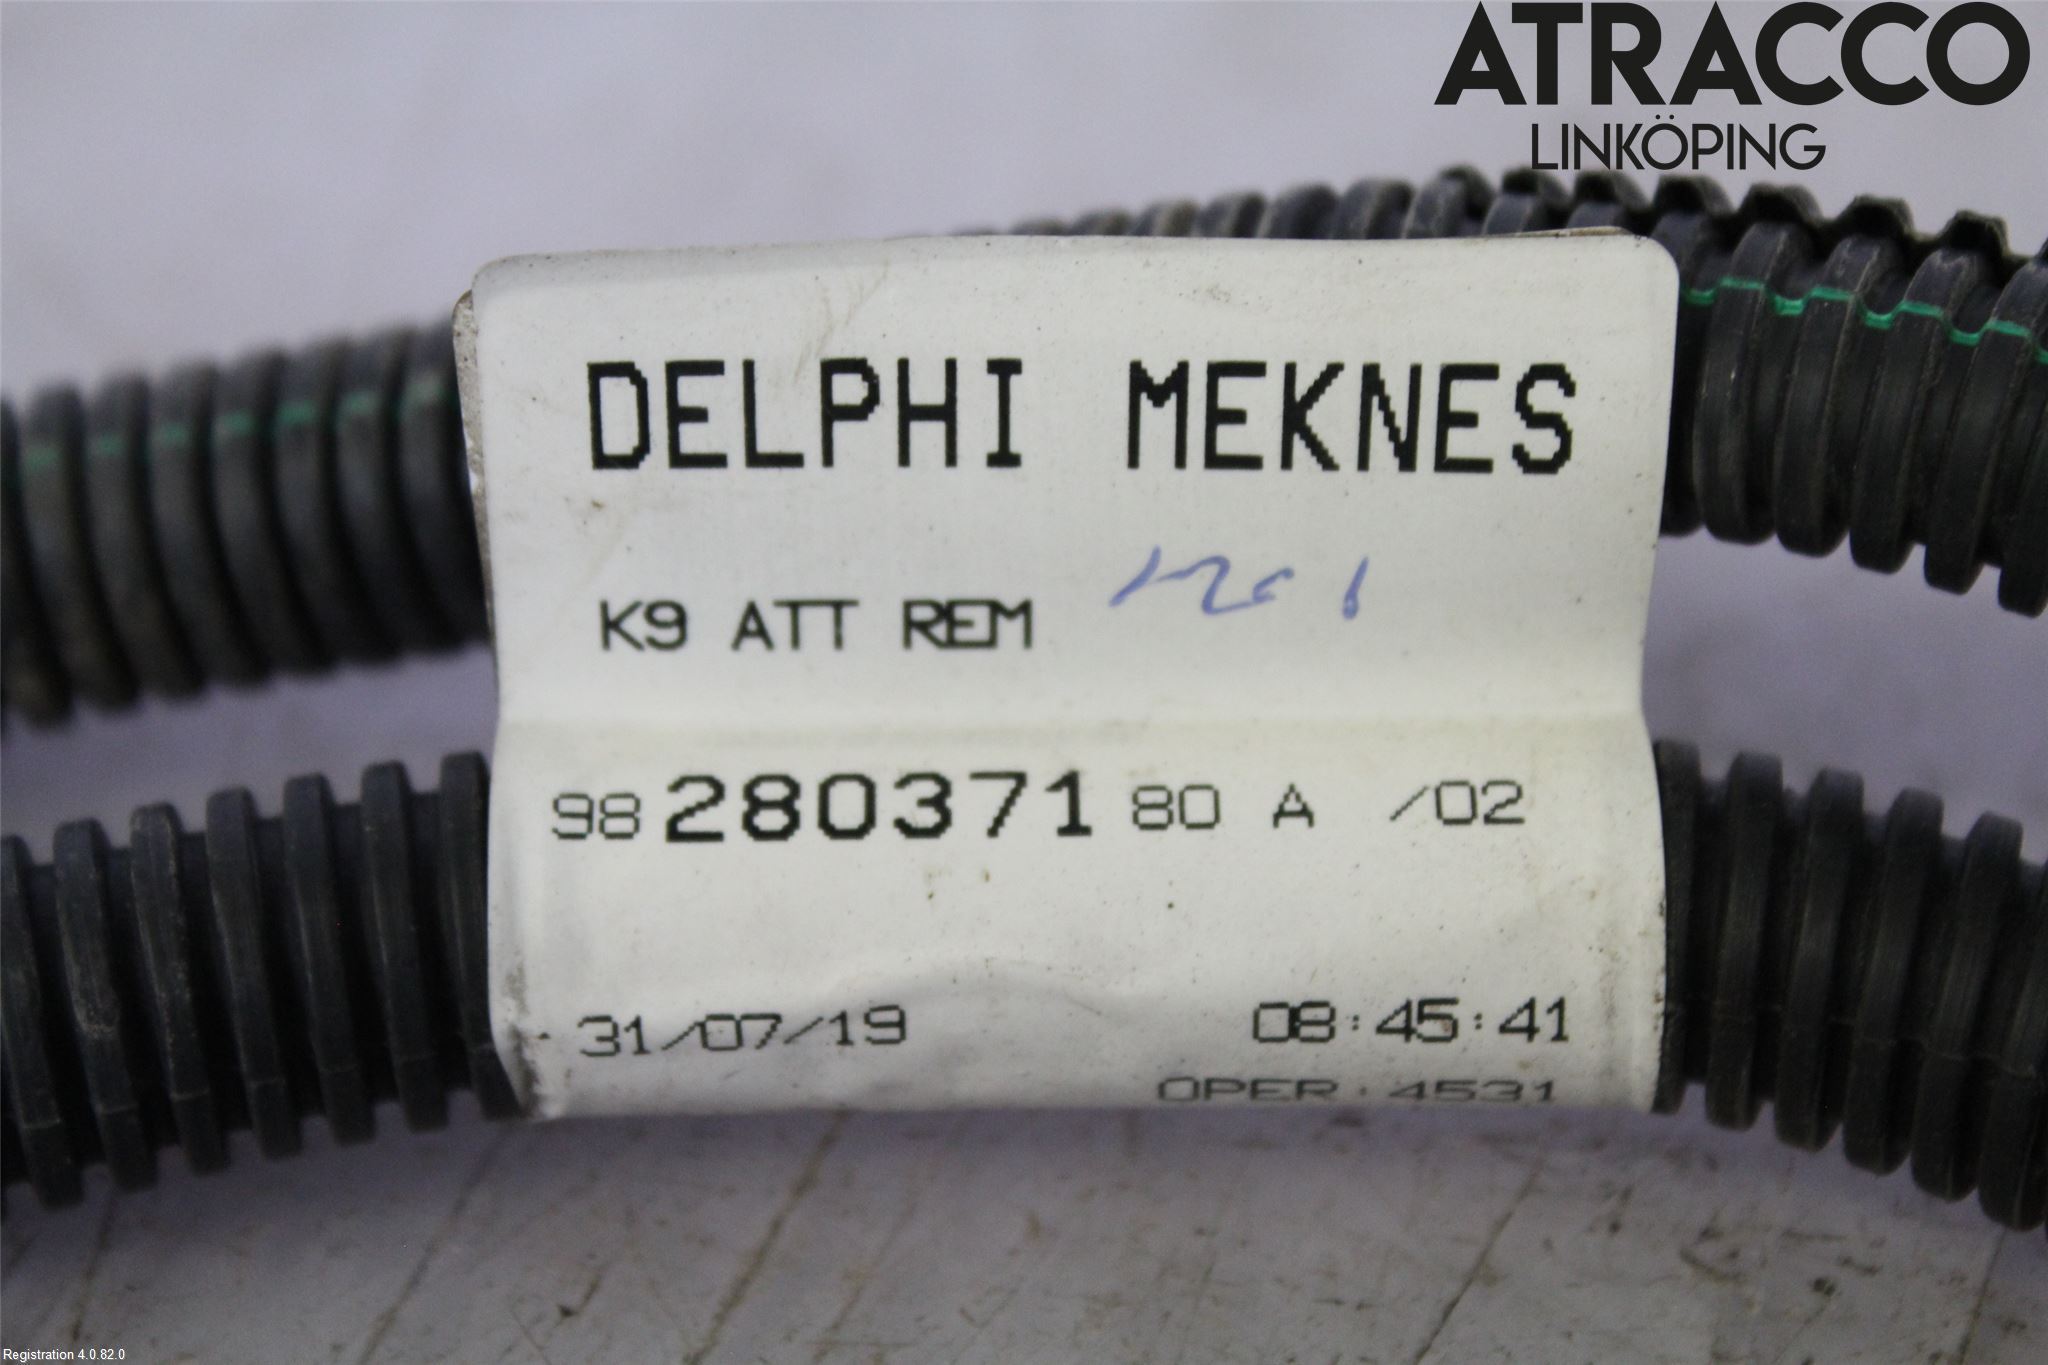 ATRACCO
LINKÖPING
DELPHI MEKNES
K9 ATT REM
98 280371 80 A /02
31/07/19 08:45:41
OPER:4531
Registration 4.0.82.0